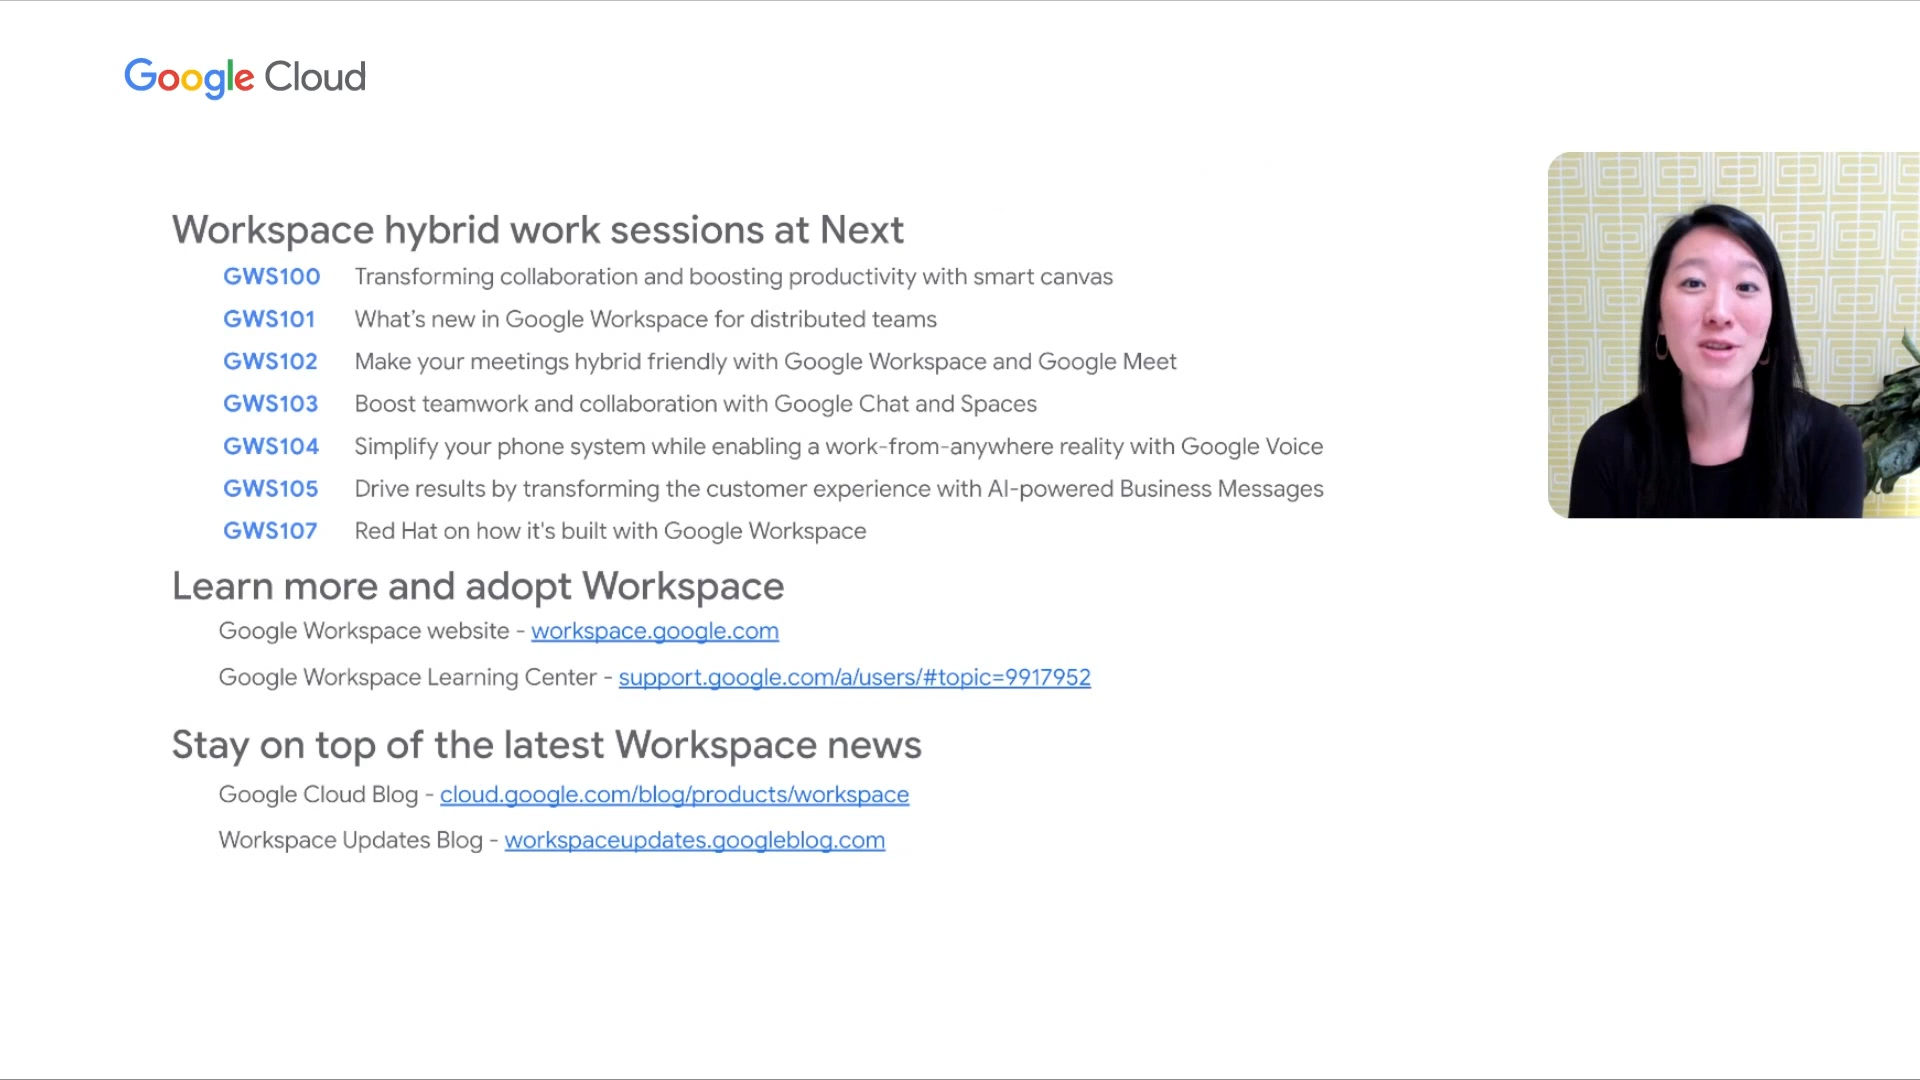 Google Cloud
Workspace hybrid work sessions at Next
GWS100 Transforming collaboration and boosting productivity with smart canvas
GWS101 What’s new in Google Workspace for distributed teams
GWS102 Make your meetings hybrid friendly with Google Workspace and Google Meet
GWS103 Boost teamwork and collaboration with Google Chat and Spaces
GWS104 Simplify your phone system while enabling a work-from-anywhere reality with Google Voice
GWS105 Drive results by transforming the customer experience with AI-powered Business Messages
GWS107 Red Hat on how it's built with Google Workspace
Learn more and adopt Workspace
Google Workspace website - workspace.google.com
Google Workspace Learning Center - support.google.com/a/users/#topic=9917952
Stay on top of the latest Workspace news
Google Cloud Blog - cloud.google.com/blog/products/workspace
Workspace Updates Blog - workspaceupdates.googleblog.com